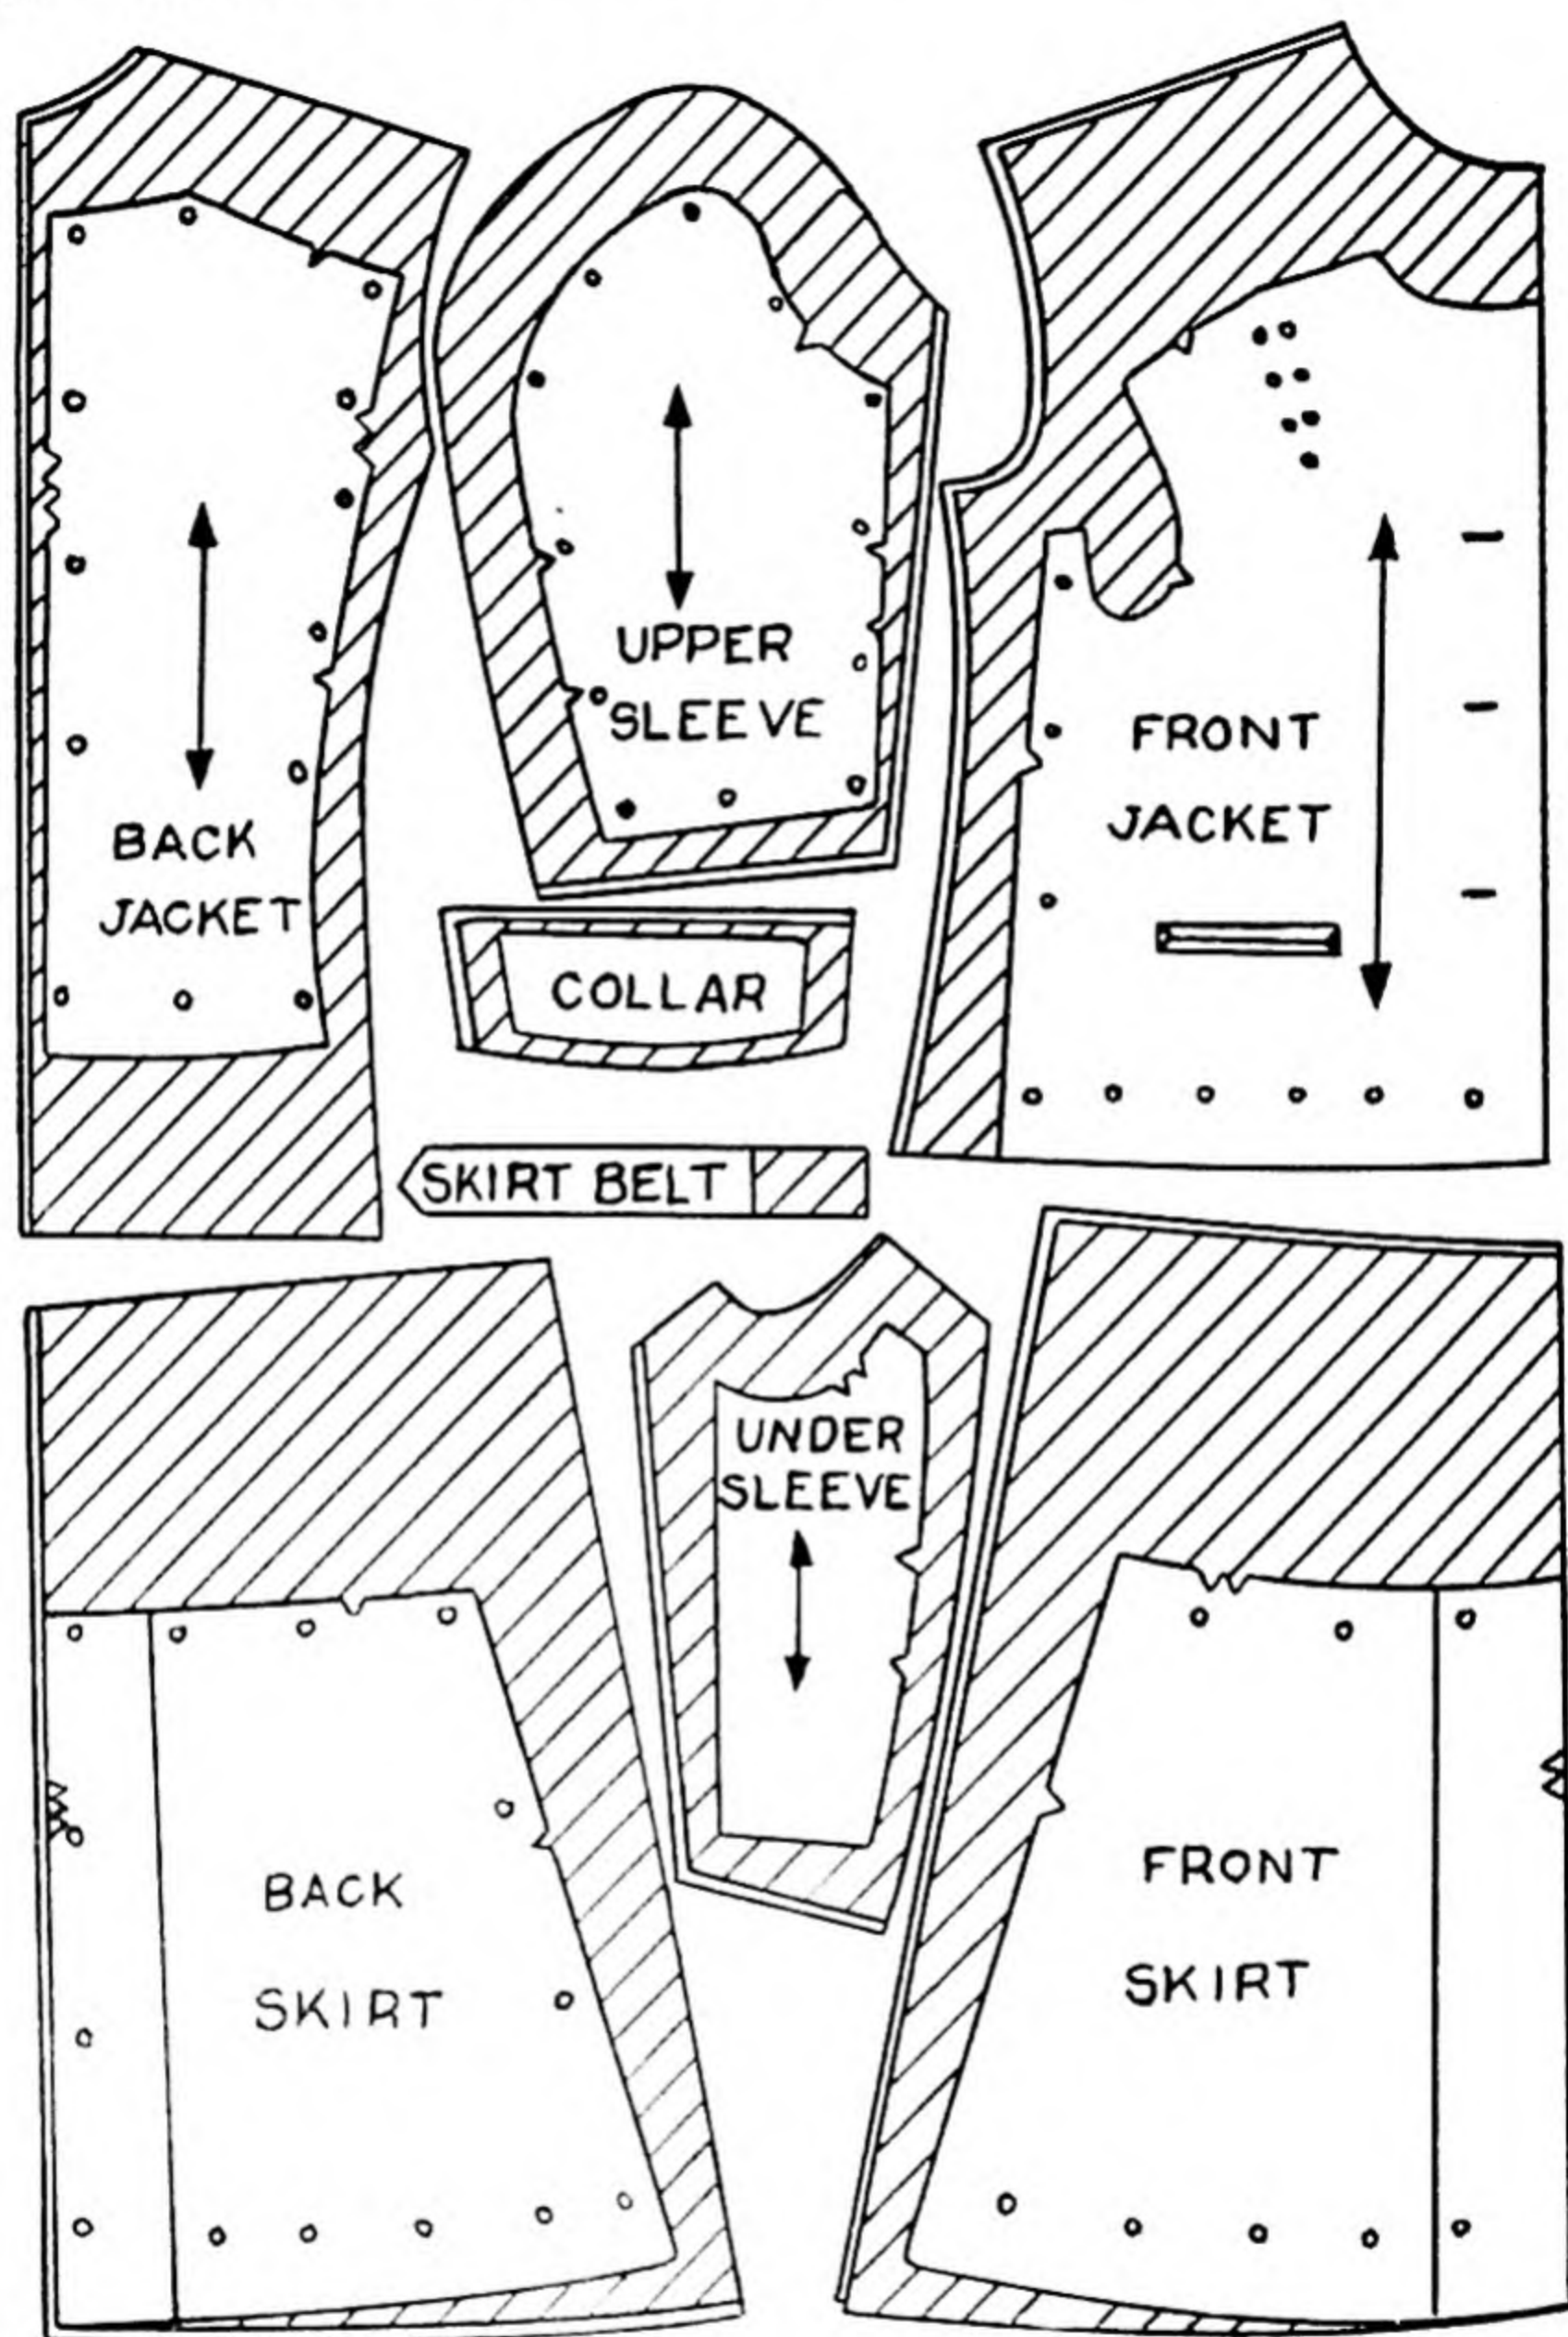 UPPER
SLEEVE
FRONT
JACKET
BACK
JACKET
COLLAR
SKIRT BELT
UNDER
SLEEVE
BACK
SKIRT
FRONT
SKIRT